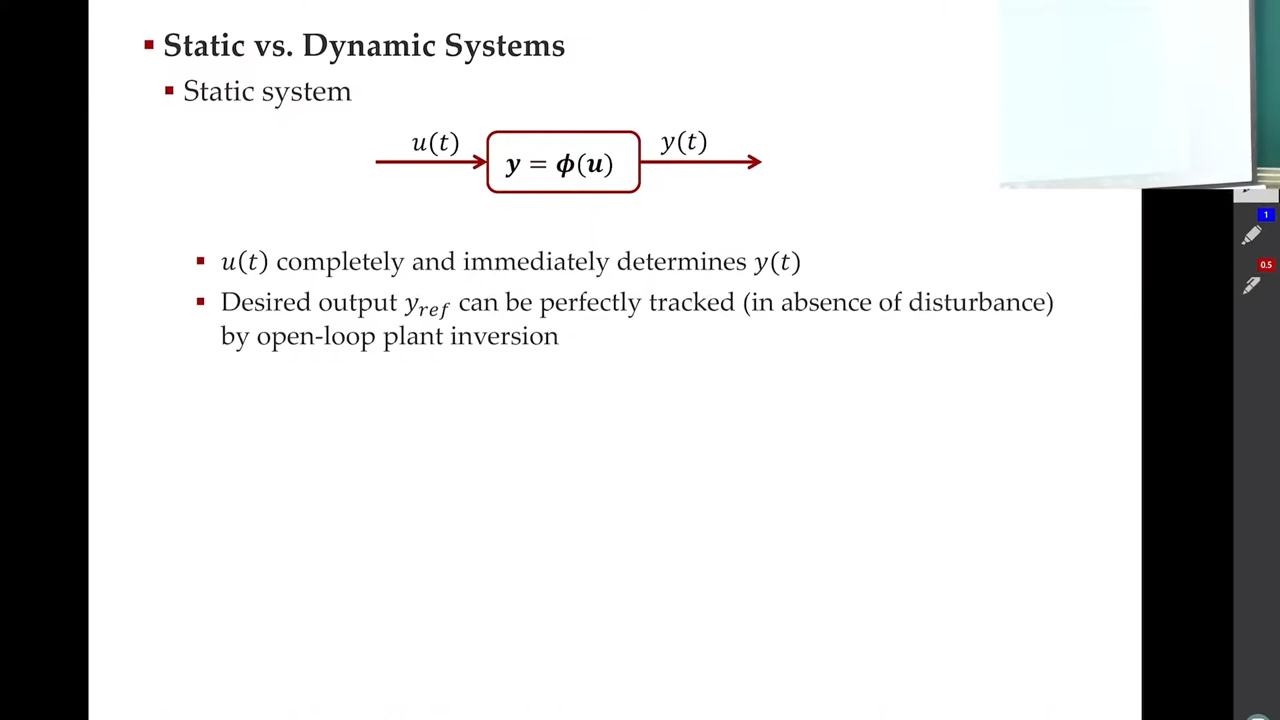 Static vs. Dynamic Systems
Static system
u(t)
y = ϕ(u)
y(t)
u(t) completely and immediately determines y(t)
Desired output y_ref can be perfectly tracked (in absence of disturbance)
by open-loop plant inversion
1
0.5